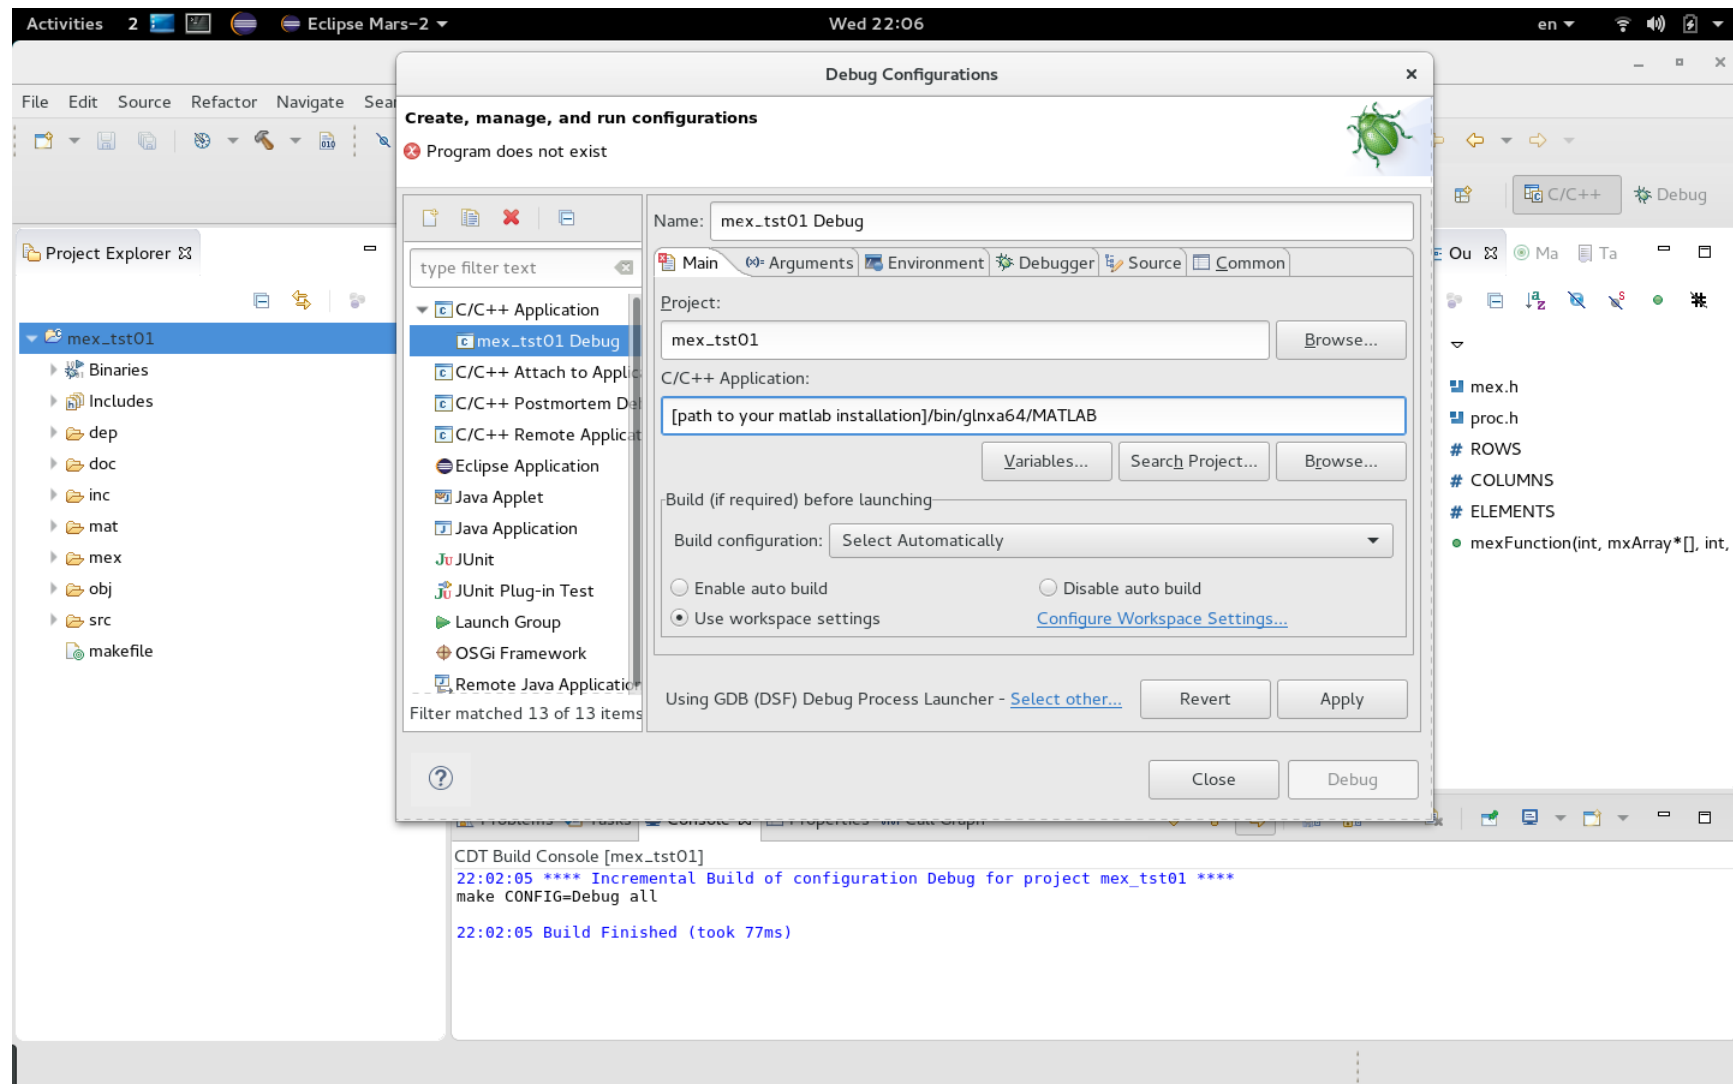 Activities 2 Eclipse Mars-2 Wed 22:06 en
Debug Configurations
File Edit Source Refactor Navigate
Create, manage, and run configurations
Program does not exist
C/C++ Debug
Name: mex_tst01 Debug
Project Explorer
type filter text
Main (x)= Arguments Environment Debugger Source Common
Ou Ma Ta
Project:
mex_tst01 Browse...
C/C++ Application:
[path to your matlab installation]/bin/glnxa64/MATLAB
Variables... Search Project... Browse...
Build (if required) before launching
Build configuration: Select Automatically
Enable auto build Disable auto build
Use workspace settings Configure Workspace Settings...
Using GDB (DSF) Debug Process Launcher - Select other... Revert Apply
Close Debug
C/C++ Application
mex_tst01 Debug
C/C++ Attach to
C/C++ Postmortem
C/C++ Remote
Eclipse Application
Java Applet
Java Application
JUnit
JUnit Plug-in Test
Launch Group
OSGi Framework
Remote Java
Filter matched 13 of 13 items
mex_tst01
Binaries
Includes
dep
doc
inc
mat
mex
obj
src
makefile
mex.h
proc.h
# ROWS
# COLUMNS
# ELEMENTS
mexFunction(int, mxArray*[], int,
CDT Build Console [mex_tst01]
22:02:05 **** Incremental Build of configuration Debug for project mex_tst01 ****
make CONFIG=Debug all
22:02:05 Build Finished (took 77ms)